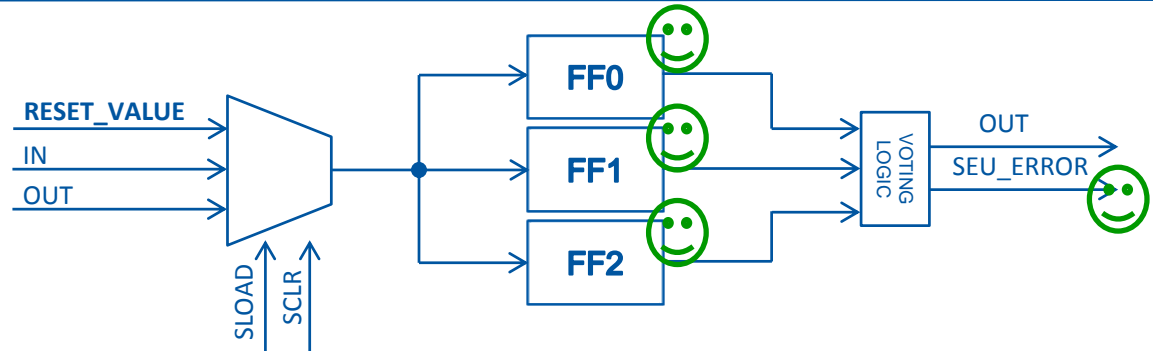 RESET_VALUE
IN
OUT
SLOAD
SCLR
FF0
FF1
FF2
VOTING
LOGIC
OUT
SEU_ERROR